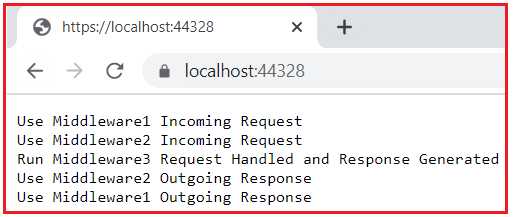 https://localhost:44328
localhost:44328
Use Middleware1 Incoming Request
Use Middleware2 Incoming Request
Run Middleware3 Request Handled and Response Generated
Use Middleware2 Outgoing Response
Use Middleware1 Outgoing Response